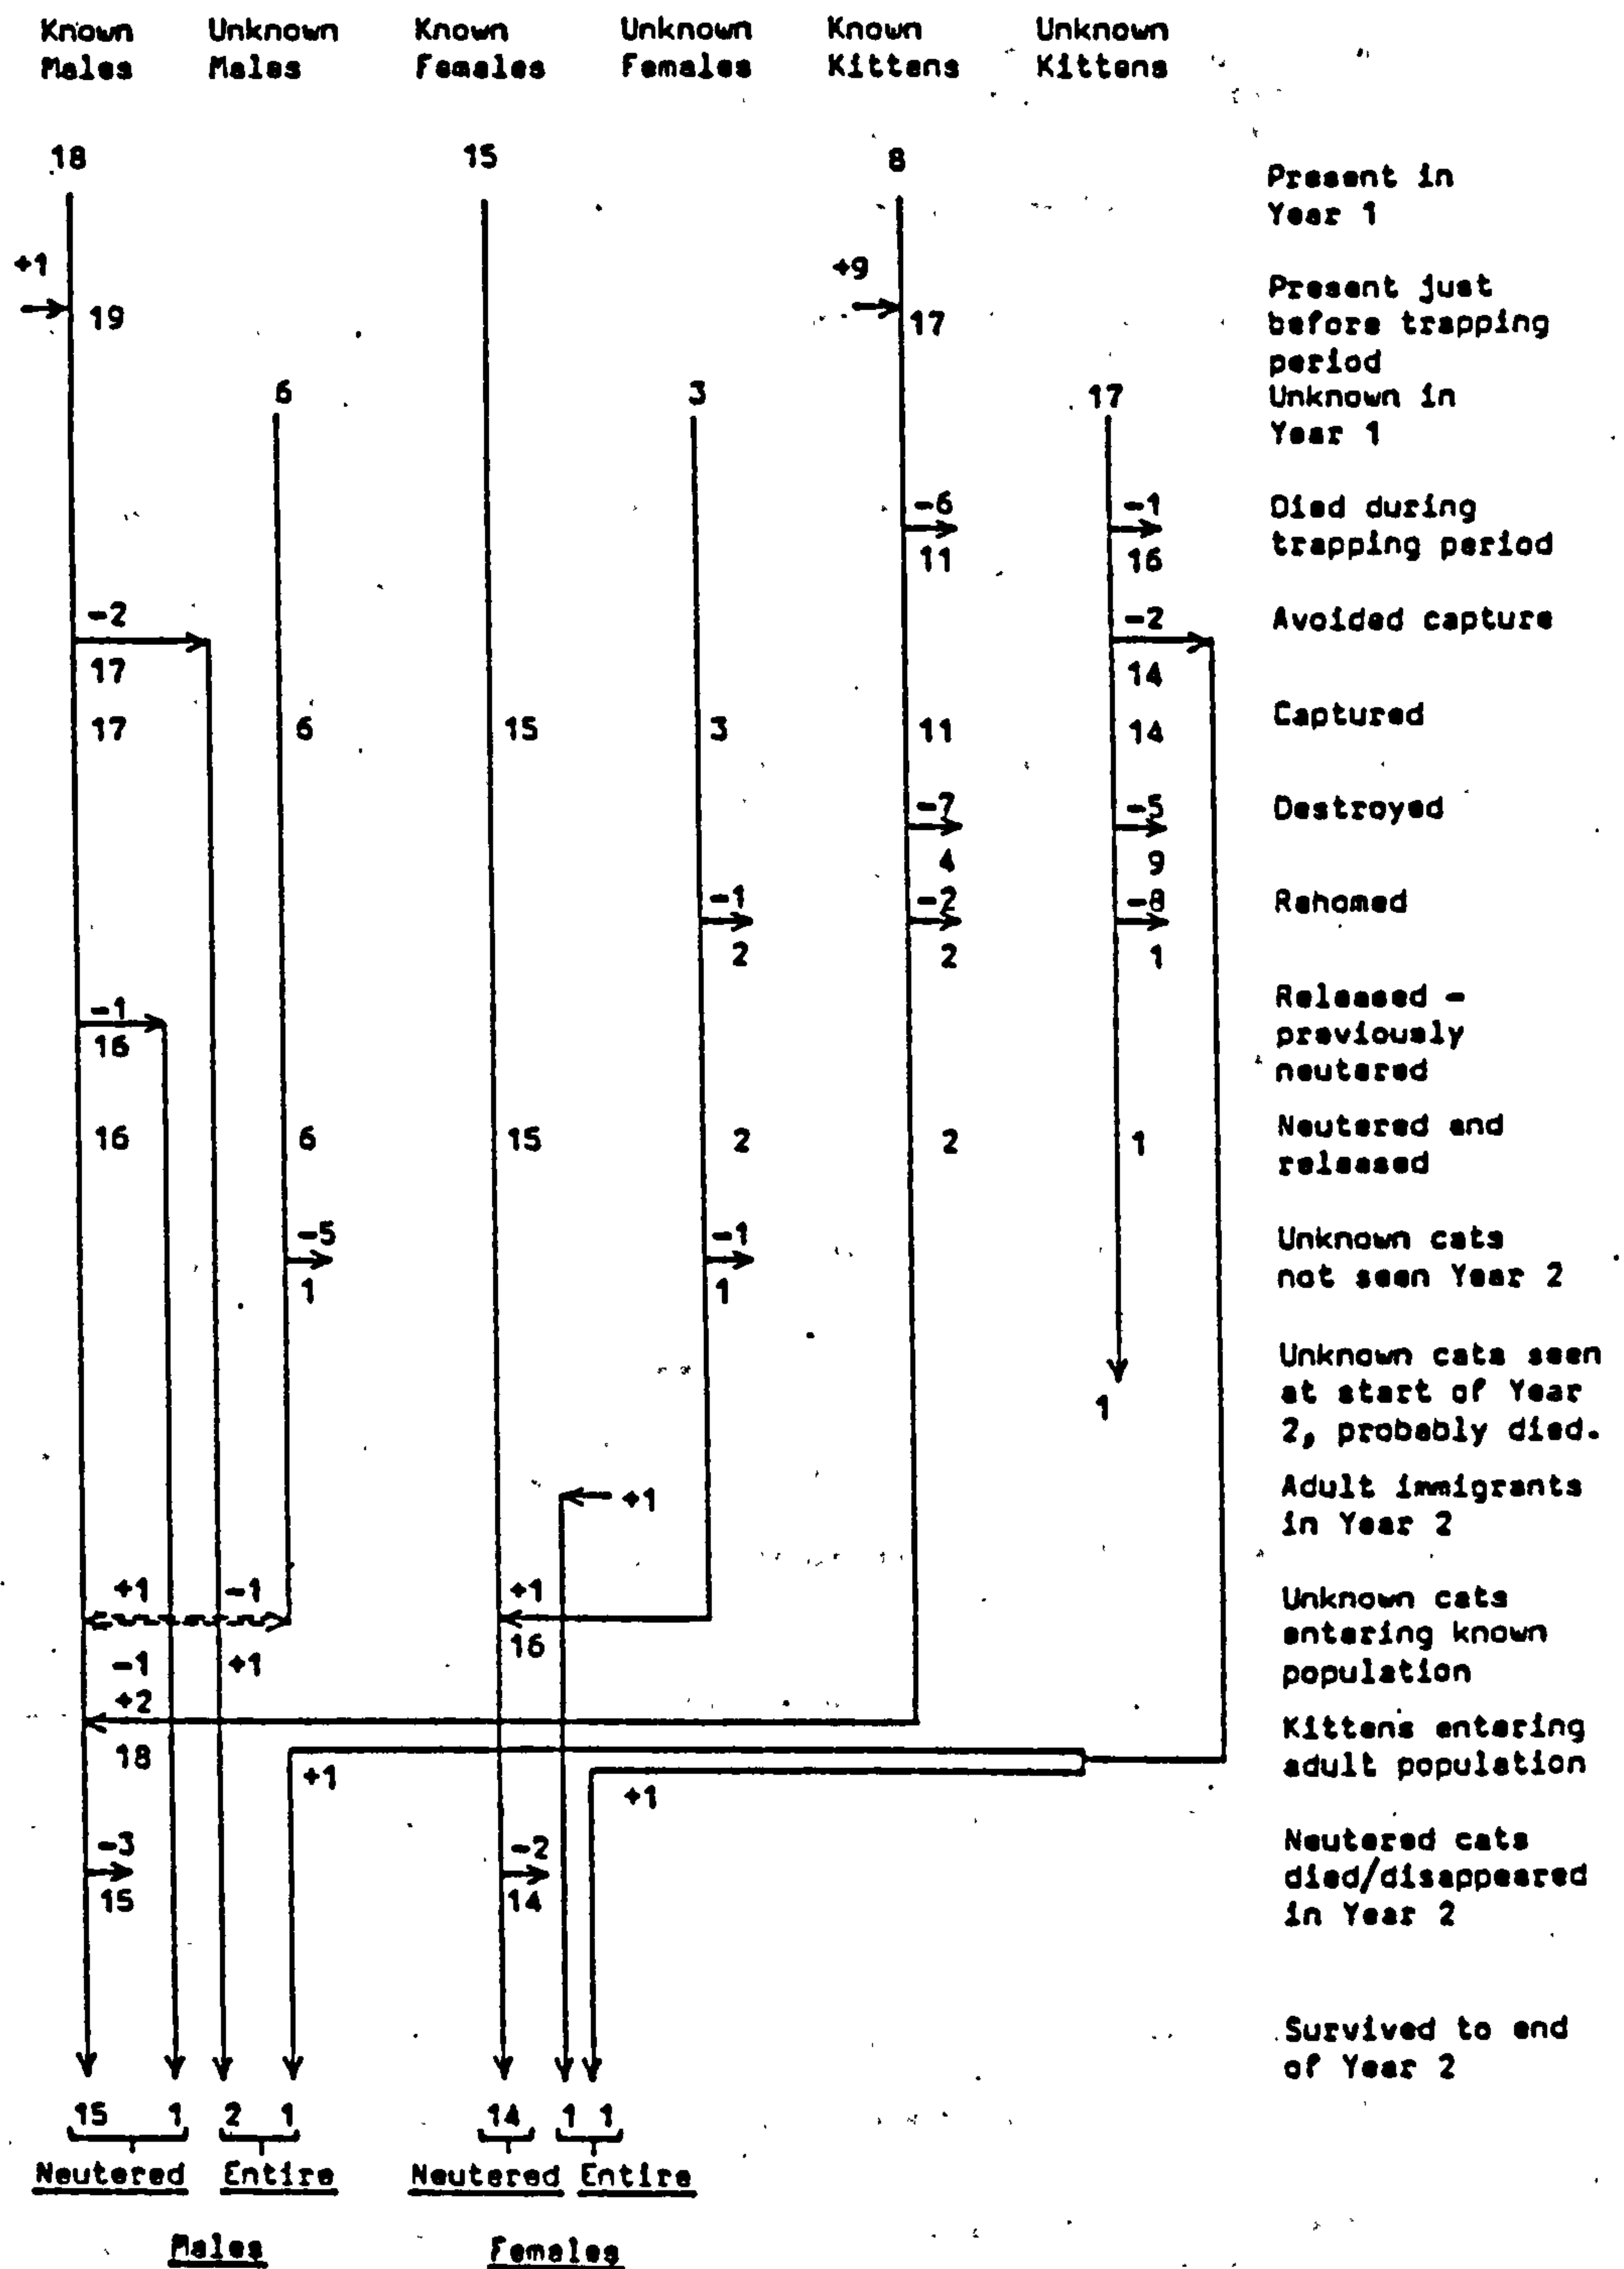 Known Unknown Known Unknown Known Unknown
Males Males Females Females Kittens Kittens
18 15 8
Present in
Year 1
+1 +9
19 17
Present just
before trapping
period
6 3 17
Unknown in
Year 1
-6 -1
11 16
Died during
trapping period
-2 -2
17 14
Avoided capture
17 6 15 3 11 14
Captured
-7 -5
4 9
Destroyed
-1 -2 -8
2 2 1
Rehomed
-1
16
Released -
previously
neutered
16 6 15 2 2 1
Neutered and
released
-5 -1
1 1
Unknown cats
not seen Year 2
1
Unknown cats seen
at start of Year
2, probably died.
+1
Adult immigrants
in Year 2
+1 -1 +1
16
-1 +1
Unknown cats
entering known
population
+2
18
+1 +1
Kittens entering
adult population
-3 -2
15 14
Neutered cats
died/disappeared
in Year 2
Survived to end
of Year 2
15 1 2 1 14 1 1
Neutered Entire Neutered Entire
Males Females